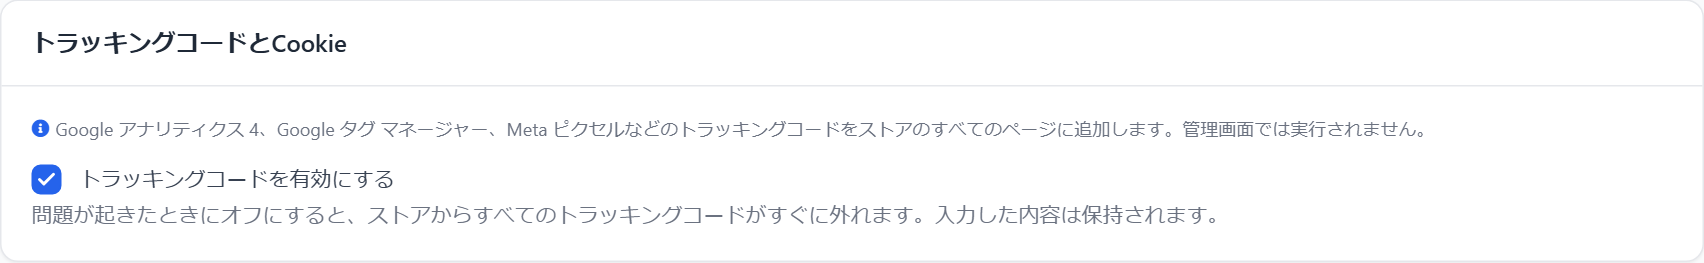 トラッキングコードとCookie
Google アナリティクス 4、Google タグ マネージャー、Meta ピクセルなどのトラッキングコードをストアのすべてのページに追加します。管理画面では実行されません。
トラッキングコードを有効にする
問題が起きたときにオフにすると、ストアからすべてのトラッキングコードがすぐに外れます。入力した内容は保持されます。